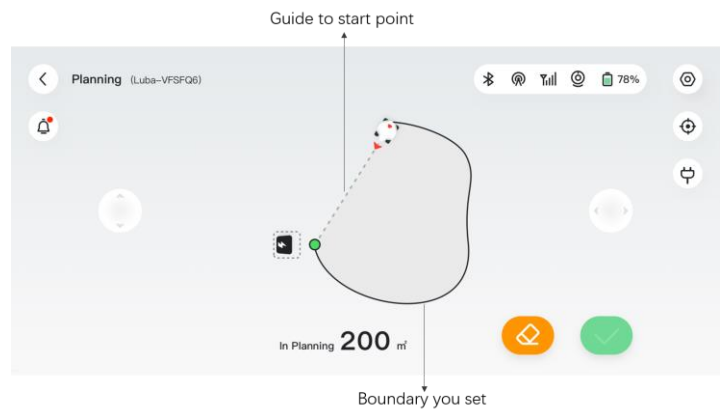 Guide to start point
Planning (Luba-VFSFQ6)
78%
In Planning 200 ㎡
Boundary you set